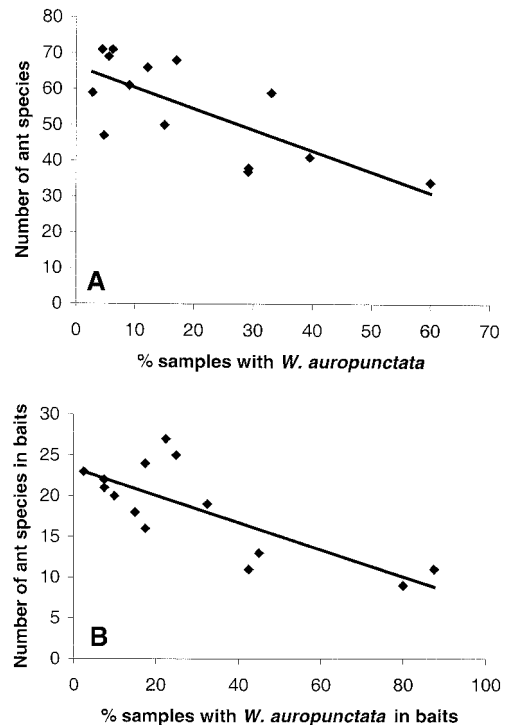 80
70
60
50
40
30
20
10
0
Number of ant species
A
0 10 20 30 40 50 60 70
% samples with W. auropunctata
30
25
20
15
10
5
0
Number of ant species in baits
B
0 20 40 60 80 100
% samples with W. auropunctata in baits